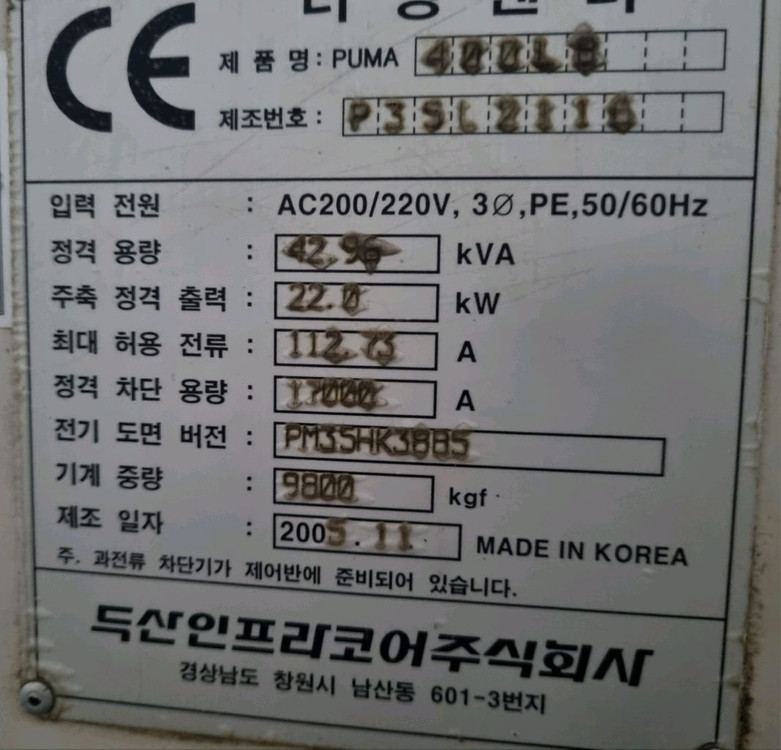 터닝센터
CE
제 품 명 : PUMA 400LB
제조번호 : P35L2116
입력 전원 : AC200/220V, 3Ø,PE,50/60Hz
정격 용량 : 42.96 kVA
주축 정격 출력 : 22.0 kW
최대 허용 전류 : 112.73 A
정격 차단 용량 : 17000 A
전기 도면 버전 : PM35HK3885
기계 중량 : 9800 kgf
제조 일자 : 2005.11. MADE IN KOREA
주. 과전류 차단기가 제어반에 준비되어 있습니다.
두산인프라코어주식회사
경상남도 창원시 남산동 601-3번지